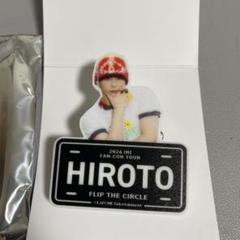 2024 INI
FAN-CON TOUR
HIROTO
FLIP THE CIRCLE